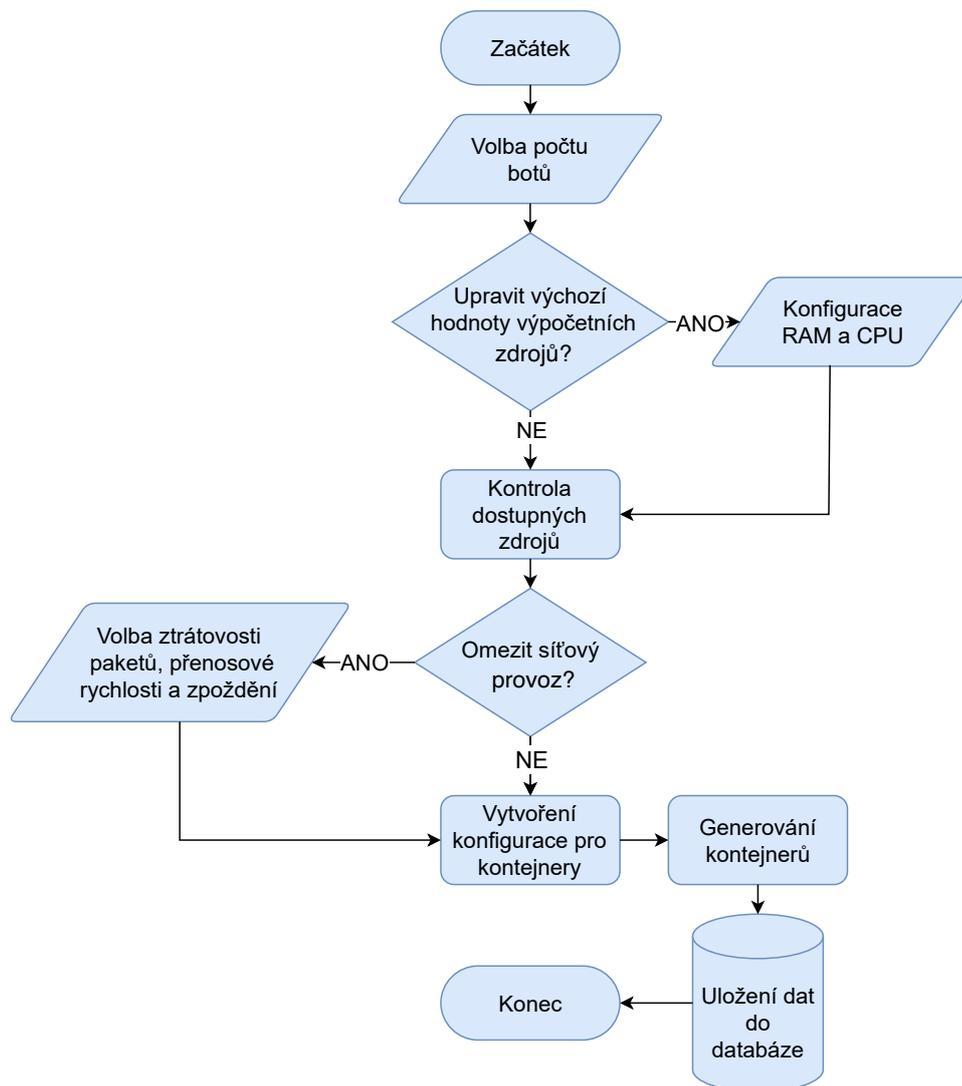 Začátek
Volba počtu
botů
Upravit výchozí
hodnoty výpočetních
zdrojů?
ANO
Konfigurace
RAM a CPU
NE
Kontrola
dostupných
zdrojů
Omezit síťový
provoz?
ANO
Volba ztrátovosti
paketů, přenosové
rychlosti a zpoždění
NE
Vytvoření
konfigurace pro
kontejnery
Generování
kontejnerů
Uložení dat
do
databáze
Konec